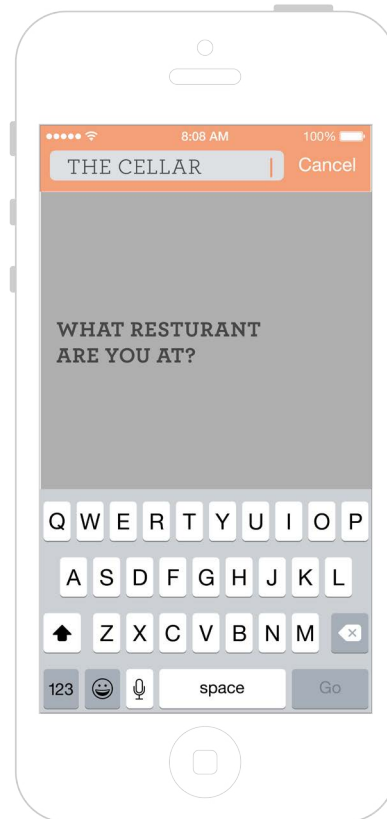 8:08 AM 100%
THE CELLAR Cancel
WHAT RESTURANT
ARE YOU AT?
Q W E R T Y U I O P
A S D F G H J K L
Z X C V B N M
123 space Go